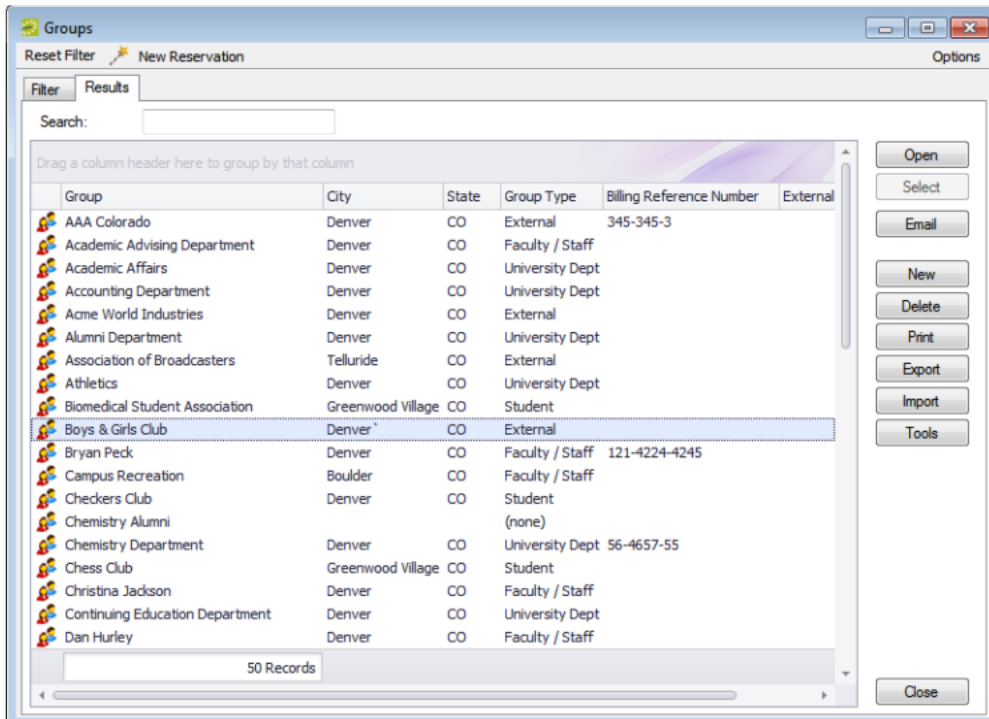 Groups
Reset Filter New Reservation Options
Filter Results
Search:
Drag a column header here to group by that column
Group City State Group Type Billing Reference Number External
AAA Colorado Denver CO External 345-345-3
Academic Advising Department Denver CO Faculty / Staff
Academic Affairs Denver CO University Dept
Accounting Department Denver CO University Dept
Acme World Industries Denver CO External
Alumni Department Denver CO University Dept
Association of Broadcasters Telluride CO External
Athletics Denver CO University Dept
Biomedical Student Association Greenwood Village CO Student
Boys & Girls Club Denver` CO External
Bryan Peck Denver CO Faculty / Staff 121-4224-4245
Campus Recreation Boulder CO Faculty / Staff
Checkers Club Denver CO Student
Chemistry Alumni (none)
Chemistry Department Denver CO University Dept 56-4657-55
Chess Club Greenwood Village CO Student
Christina Jackson Denver CO Faculty / Staff
Continuing Education Department Denver CO University Dept
Dan Hurley Denver CO Faculty / Staff
50 Records
Open
Select
Email
New
Delete
Print
Export
Import
Tools
Close